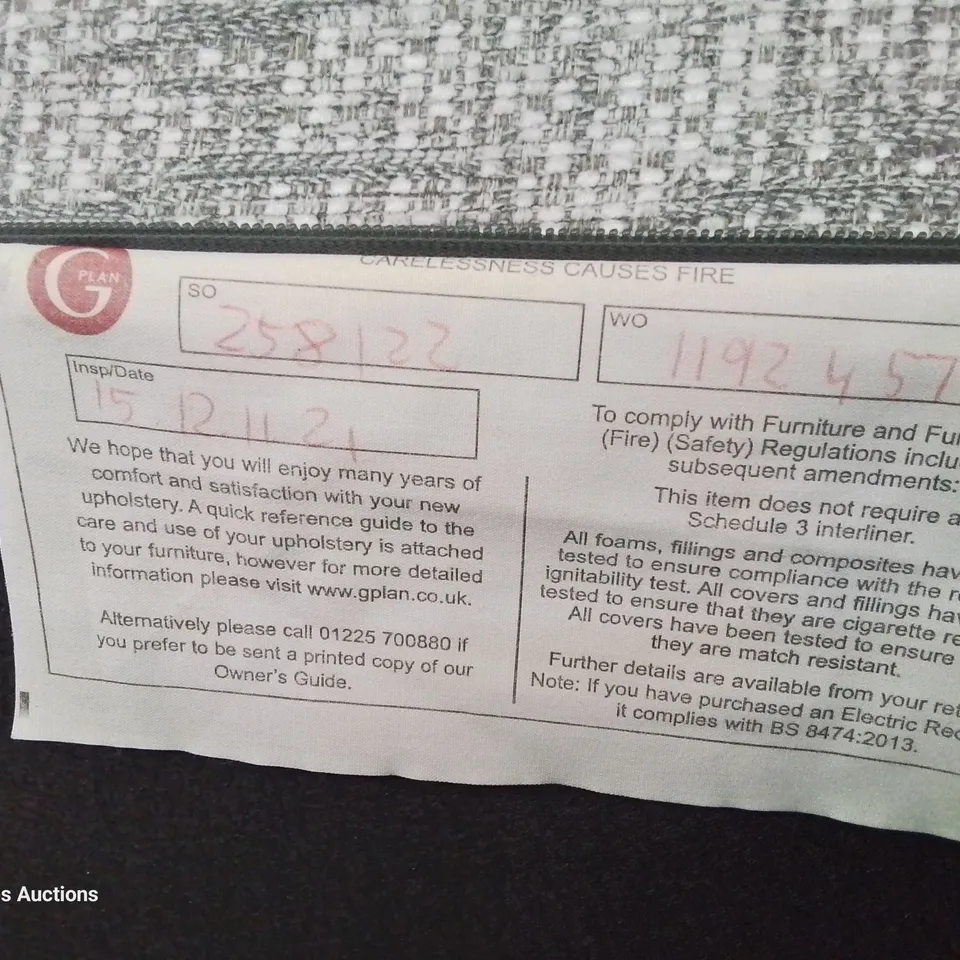 G PLAN
CARELESSNESS CAUSES FIRE
SO
258122
WO
1192457
Insp/Date
15 12.11.21
We hope that you will enjoy many years of
comfort and satisfaction with your new
upholstery. A quick reference guide to the
care and use of your upholstery is attached
to your furniture, however for more detailed
information please visit www.gplan.co.uk.
Alternatively please call 01225 700880 if
you prefer to be sent a printed copy of our
Owner's Guide.
To comply with Furniture and
(Fire) (Safety) Regulations
subsequent amendments:
This item does not require a
Schedule 3 interliner.
All foams, fillings and composites
tested to ensure compliance with the
ignitability test. All covers and fillings
tested to ensure that they are cigarette
All covers have been tested to ensure
they are match resistant.
Further details are available from your
Note: If you have purchased an Electric
it complies with BS 8474:2013.
s Auctions